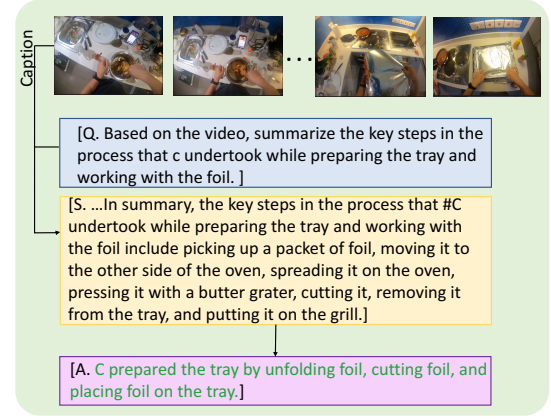 Caption
...
[Q. Based on the video, summarize the key steps in the
process that c undertook while preparing the tray and
working with the foil. ]
[S. ...In summary, the key steps in the process that #C
undertook while preparing the tray and working with
the foil include picking up a packet of foil, moving it to
the other side of the oven, spreading it on the oven,
pressing it with a butter grater, cutting it, removing it
from the tray, and putting it on the grill.]
[A. C prepared the tray by unfolding foil, cutting foil, and
placing foil on the tray.]